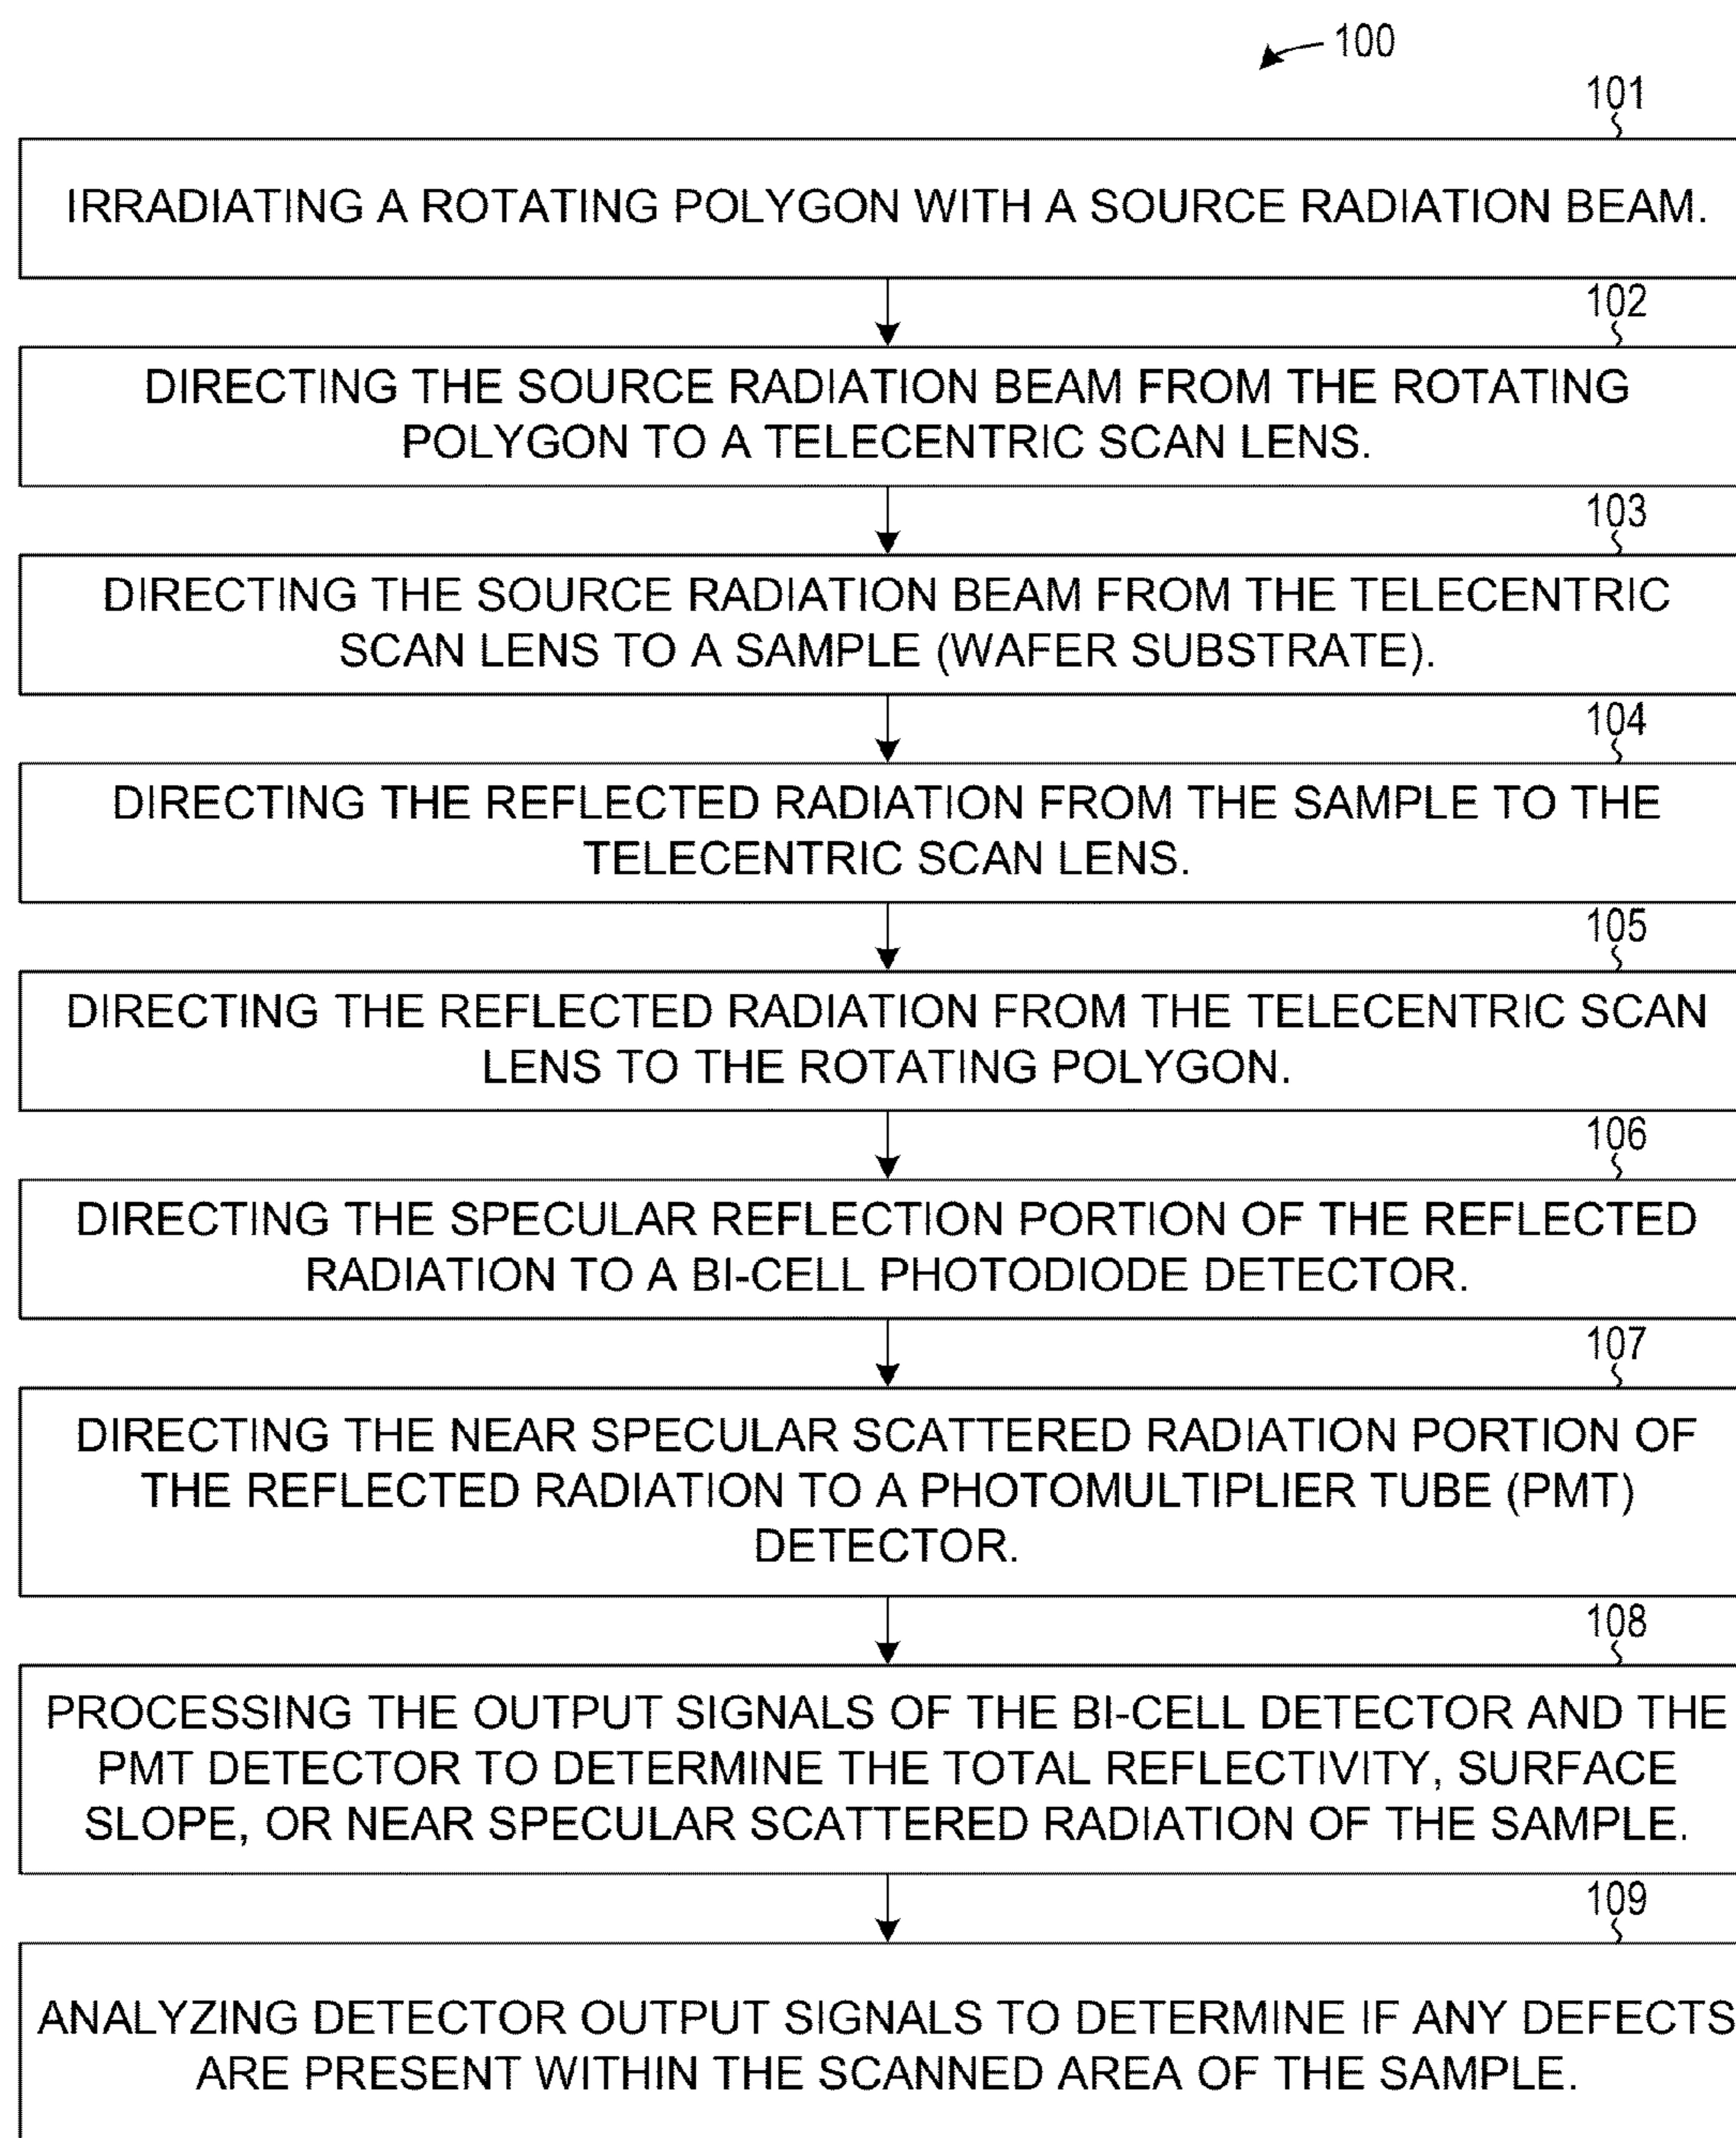 100
101
IRRADIATING A ROTATING POLYGON WITH A SOURCE RADIATION BEAM.
102
DIRECTING THE SOURCE RADIATION BEAM FROM THE ROTATING
POLYGON TO A TELECENTRIC SCAN LENS.
103
DIRECTING THE SOURCE RADIATION BEAM FROM THE TELECENTRIC
SCAN LENS TO A SAMPLE (WAFER SUBSTRATE).
104
DIRECTING THE REFLECTED RADIATION FROM THE SAMPLE TO THE
TELECENTRIC SCAN LENS.
105
DIRECTING THE REFLECTED RADIATION FROM THE TELECENTRIC SCAN
LENS TO THE ROTATING POLYGON.
106
DIRECTING THE SPECULAR REFLECTION PORTION OF THE REFLECTED
RADIATION TO A BI-CELL PHOTODIODE DETECTOR.
107
DIRECTING THE NEAR SPECULAR SCATTERED RADIATION PORTION OF
THE REFLECTED RADIATION TO A PHOTOMULTIPLIER TUBE (PMT)
DETECTOR.
108
PROCESSING THE OUTPUT SIGNALS OF THE BI-CELL DETECTOR AND THE
PMT DETECTOR TO DETERMINE THE TOTAL REFLECTIVITY, SURFACE
SLOPE, OR NEAR SPECULAR SCATTERED RADIATION OF THE SAMPLE.
109
ANALYZING DETECTOR OUTPUT SIGNALS TO DETERMINE IF ANY DEFECTS
ARE PRESENT WITHIN THE SCANNED AREA OF THE SAMPLE.